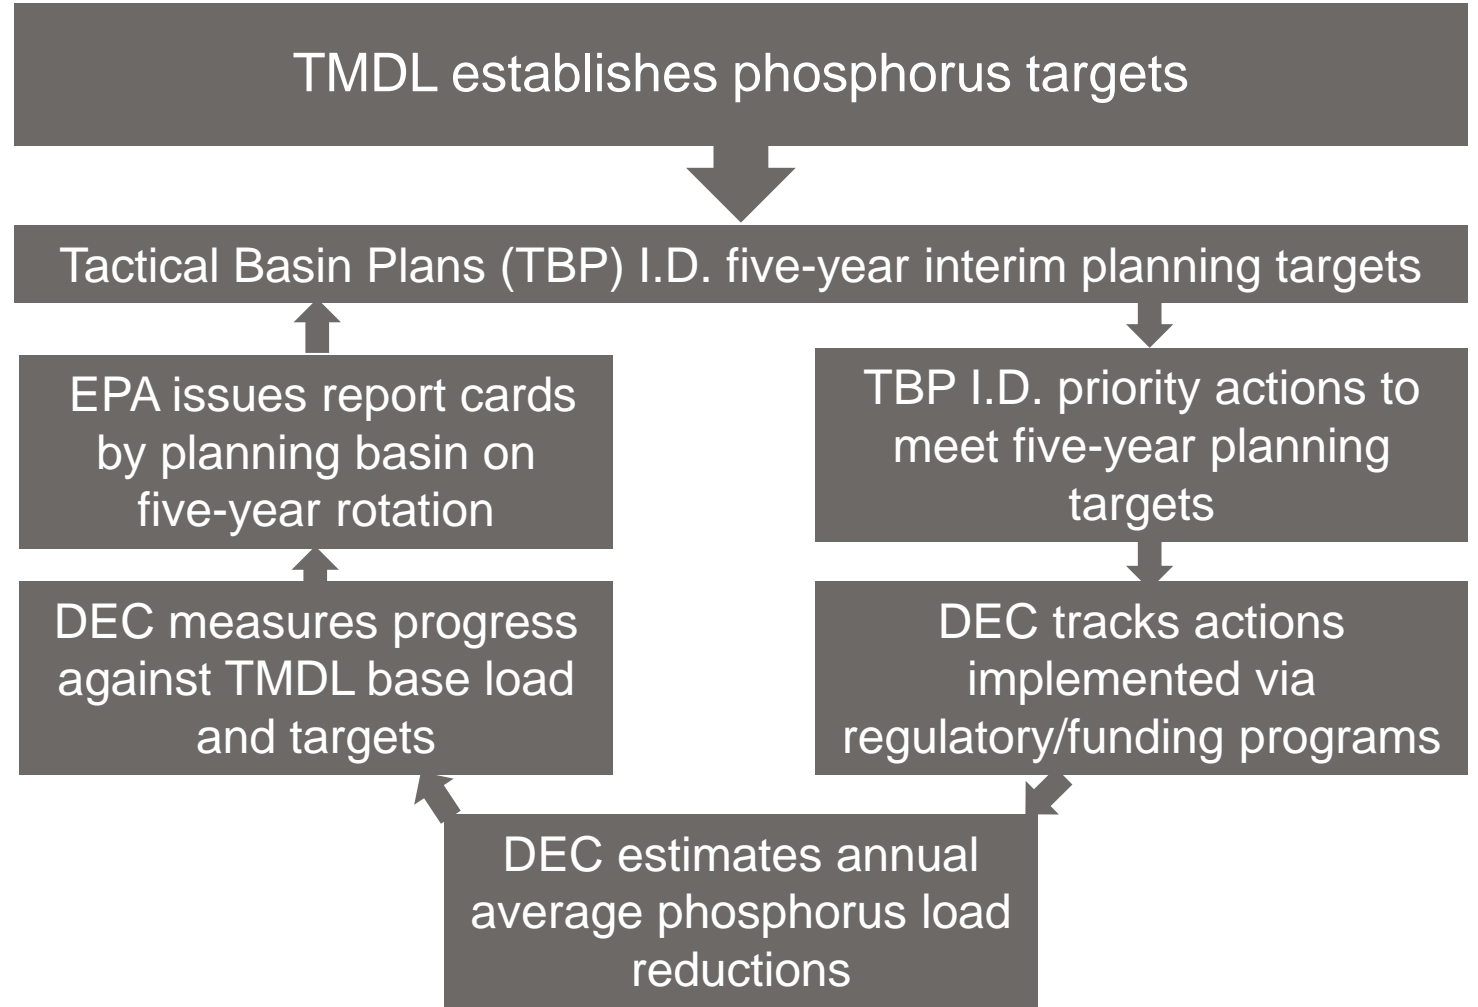 TMDL establishes phosphorus targets
Tactical Basin Plans (TBP) I.D. five-year interim planning targets
EPA issues report cards
by planning basin on
five-year rotation
TBP I.D. priority actions to
meet five-year planning
targets
DEC measures progress
against TMDL base load
and targets
DEC tracks actions
implemented via
regulatory/funding programs
DEC estimates annual
average phosphorus load
reductions